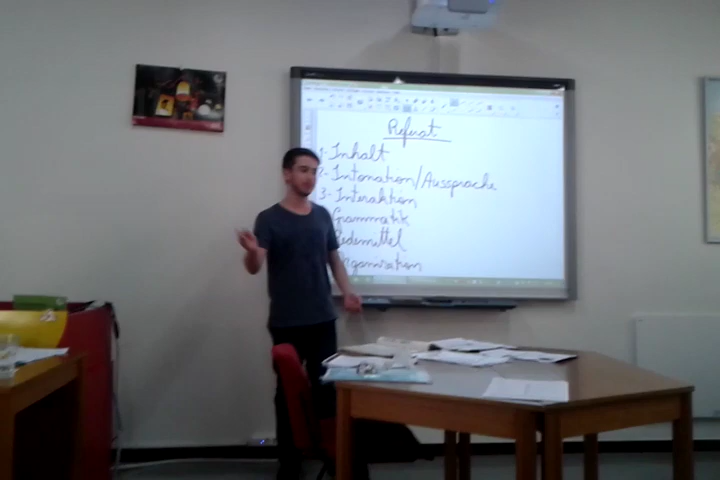 Referat
1- Inhalt
2- Intonation/Aussprache
3- Interaktion
Grammatik
Redemittel
Organisation